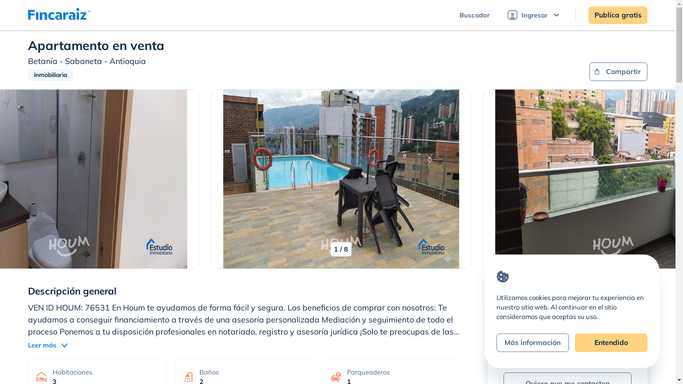 Fincaraiz
Buscador
Ingresar
Publica gratis
Apartamento en venta
Betanía - Sabaneta - Antioquia
Inmobiliaria
Compartir
HOUM
Estudio
inmobiliario
HOUM
1 / 8
Estudio
inmobiliario
HOUM
Descripción general
VEN ID HOUM: 76531 En Houm te ayudamos de forma fácil y segura. Los beneficios de comprar con nosotros: Te
ayudamos a conseguir financiamiento a través de una asesoría personalizada Mediación y seguimiento de todo el
proceso Ponemos a tu disposición profesionales en notariado, registro y asesoría jurídica ¡Solo te preocupas de las...
Leer más
Habitaciones
3
Baños
2
Parqueaderos
1
Utilizamos cookies para mejorar tu experiencia en
nuestro sitio web. Al continuar en el sitio
consideramos que aceptas su uso.
Más información
Entendido
Quiero que me contacten